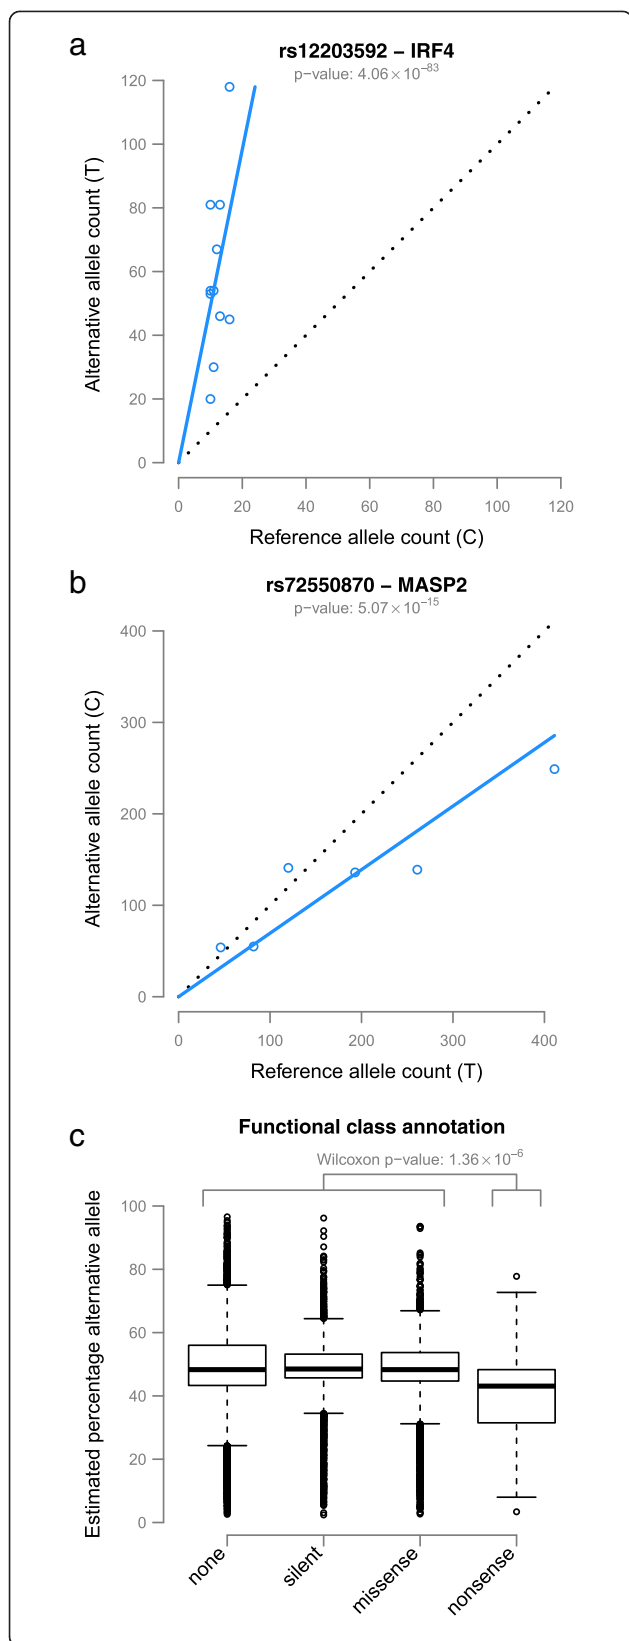 a
rs12203592 – IRF4
p–value: 4.06 × 10–83
Alternative allele count (T)
120
100
80
60
40
20
0
0 20 40 60 80 100 120
Reference allele count (C)
b
rs72550870 – MASP2
p–value: 5.07 × 10–15
Alternative allele count (C)
400
300
200
100
0
0 100 200 300 400
Reference allele count (T)
c
Functional class annotation
Wilcoxon p–value: 1.36 × 10–6
Estimated percentage alternative allele
100
80
60
40
20
0
none silent missense nonsense